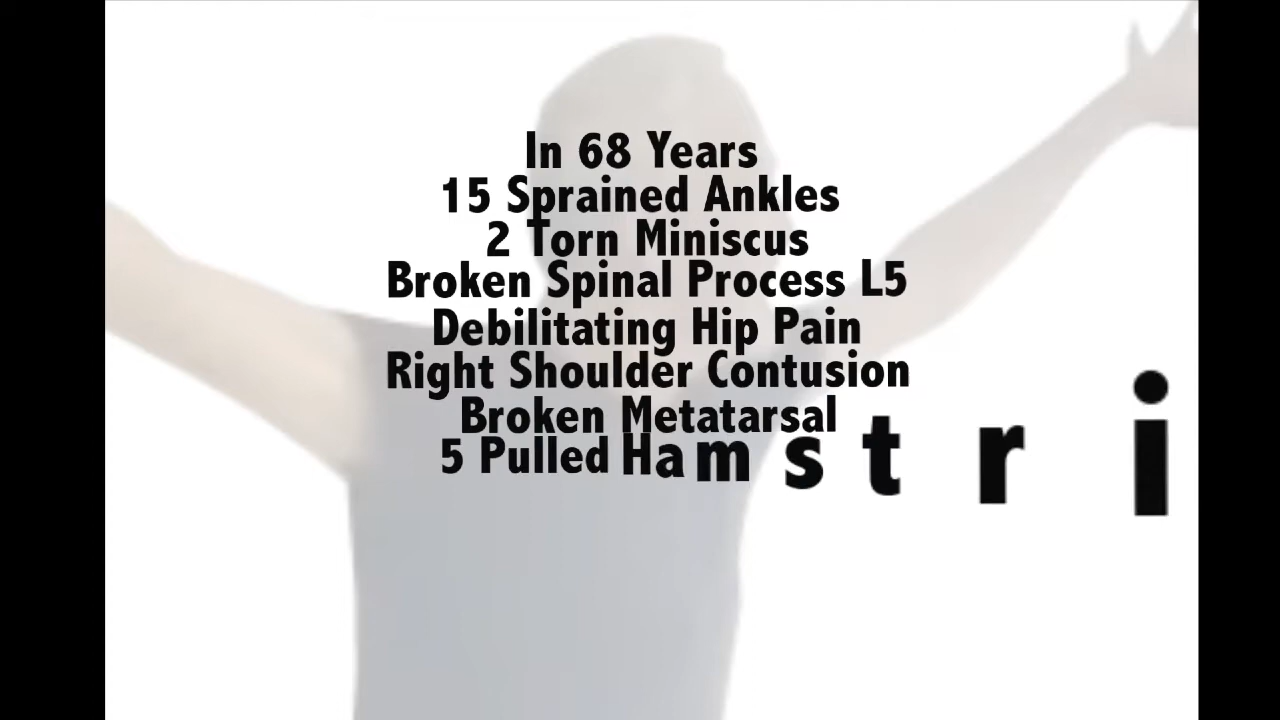 In 68 Years
15 Sprained Ankles
2 Torn Miniscus
Broken Spinal Process L5
Debilitating Hip Pain
Right Shoulder Contusion
Broken Metatarsal
5 Pulled Hamstri